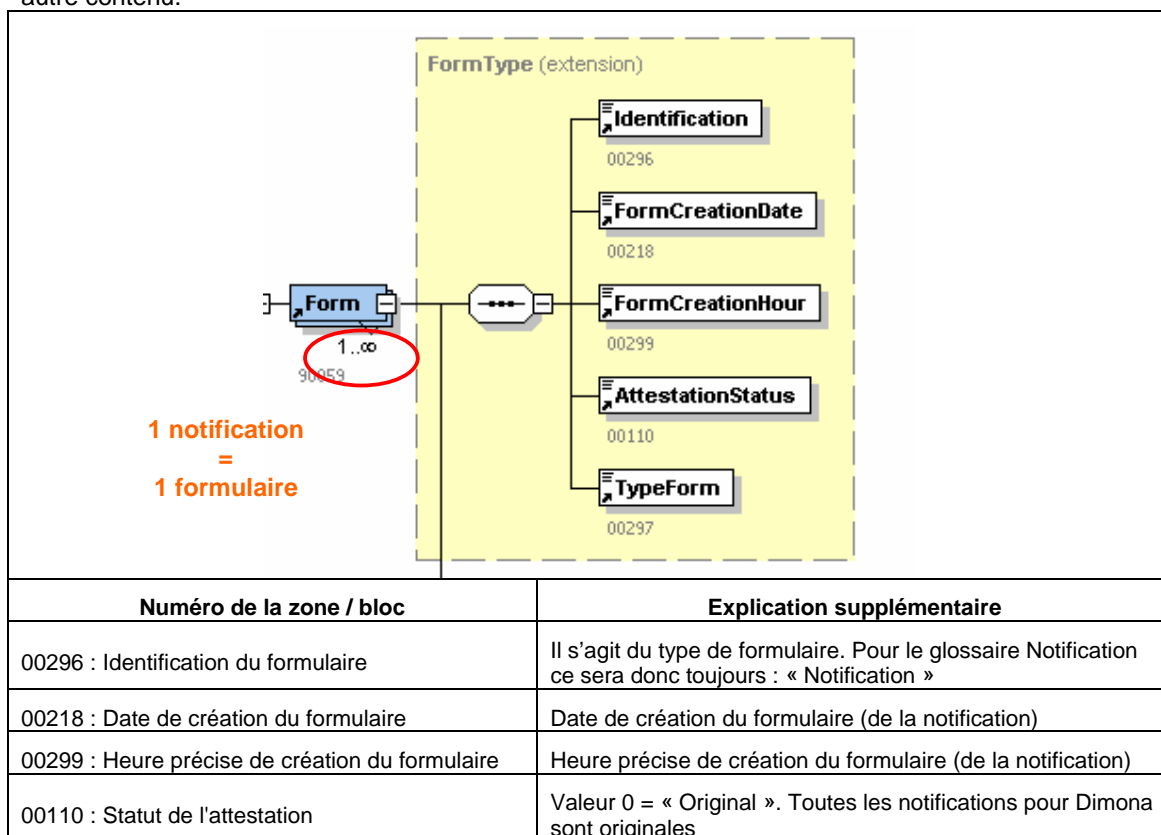 autre contenu.
FormType (extension)
Identification
00296
FormCreationDate
00218
Form
1..∞
90059
FormCreationHour
00299
AttestationStatus
00110
1 notification
=
1 formulaire
TypeForm
00297
Numéro de la zone / bloc
Explication supplémentaire
00296 : Identification du formulaire
Il s’agit du type de formulaire. Pour le glossaire Notification
ce sera donc toujours : « Notification »
00218 : Date de création du formulaire
Date de création du formulaire (de la notification)
00299 : Heure précise de création du formulaire
Heure précise de création du formulaire (de la notification)
00110 : Statut de l'attestation
Valeur 0 = « Original ». Toutes les notifications pour Dimona
sont originales